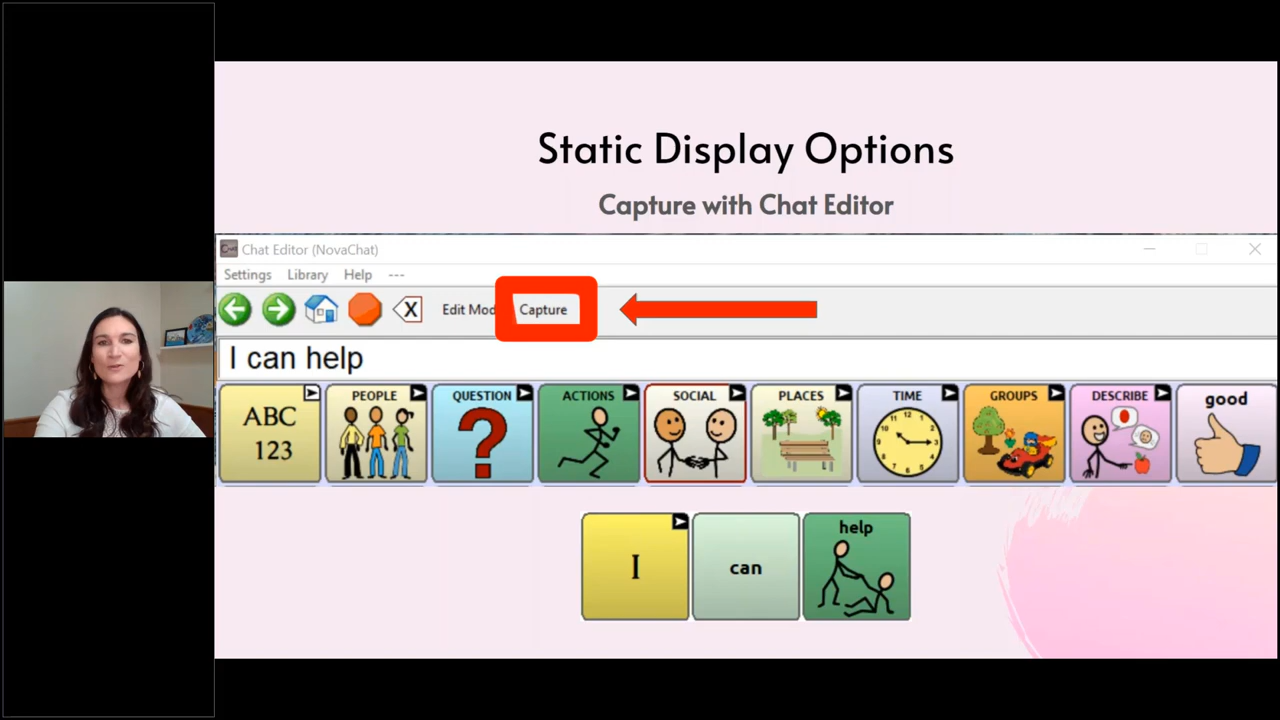 Static Display Options
Capture with Chat Editor
Chat Editor (NovaChat)
Settings Library Help ---
X Edit Mod Capture
I can help
ABC
123
PEOPLE
QUESTION
?
ACTIONS
SOCIAL
PLACES
TIME
GROUPS
DESCRIBE
good
I
can
help